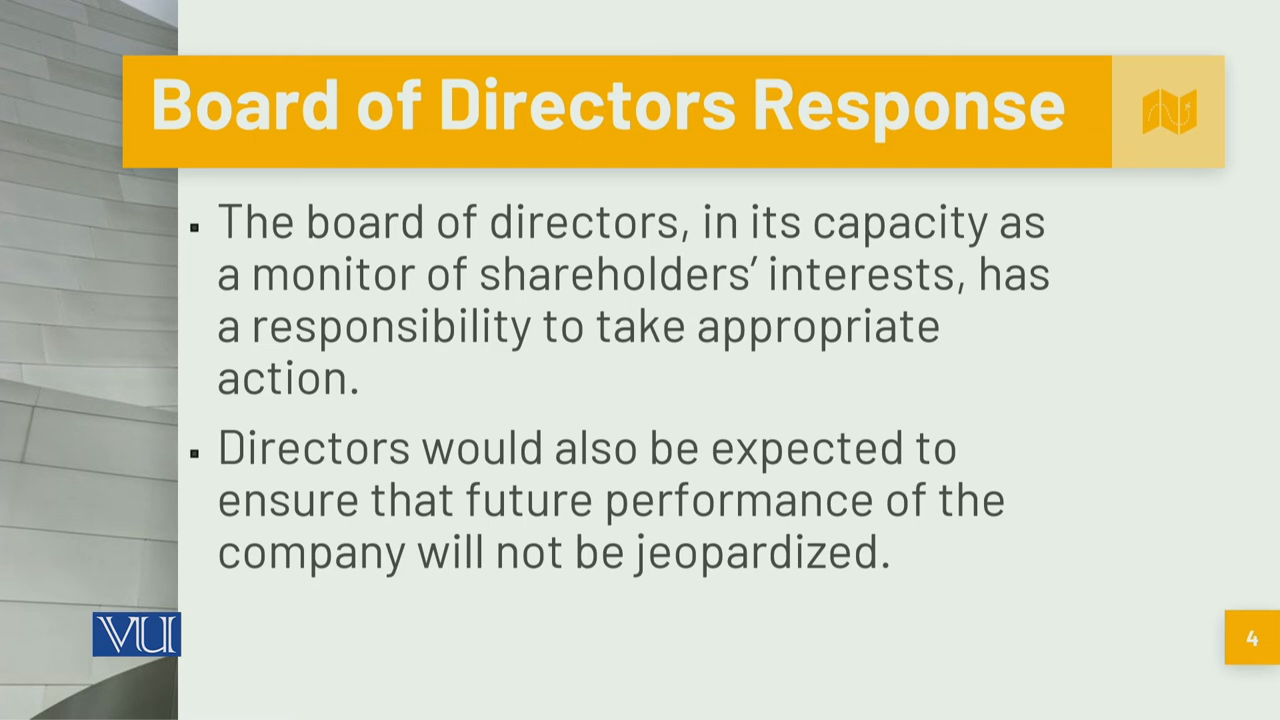 Board of Directors Response
▪ The board of directors, in its capacity as
a monitor of shareholders’ interests, has
a responsibility to take appropriate
action.
▪ Directors would also be expected to
ensure that future performance of the
company will not be jeopardized.
VU
4